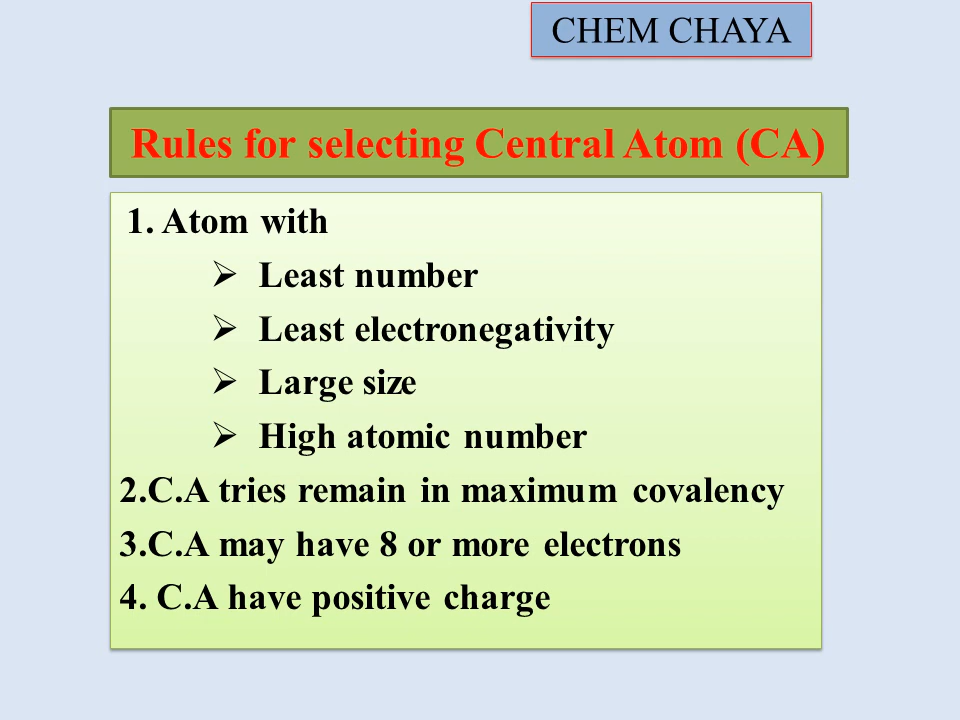 CHEM CHAYA
Rules for selecting Central Atom (CA)
1. Atom with
➢ Least number
➢ Least electronegativity
➢ Large size
➢ High atomic number
2.C.A tries remain in maximum covalency
3.C.A may have 8 or more electrons
4. C.A have positive charge